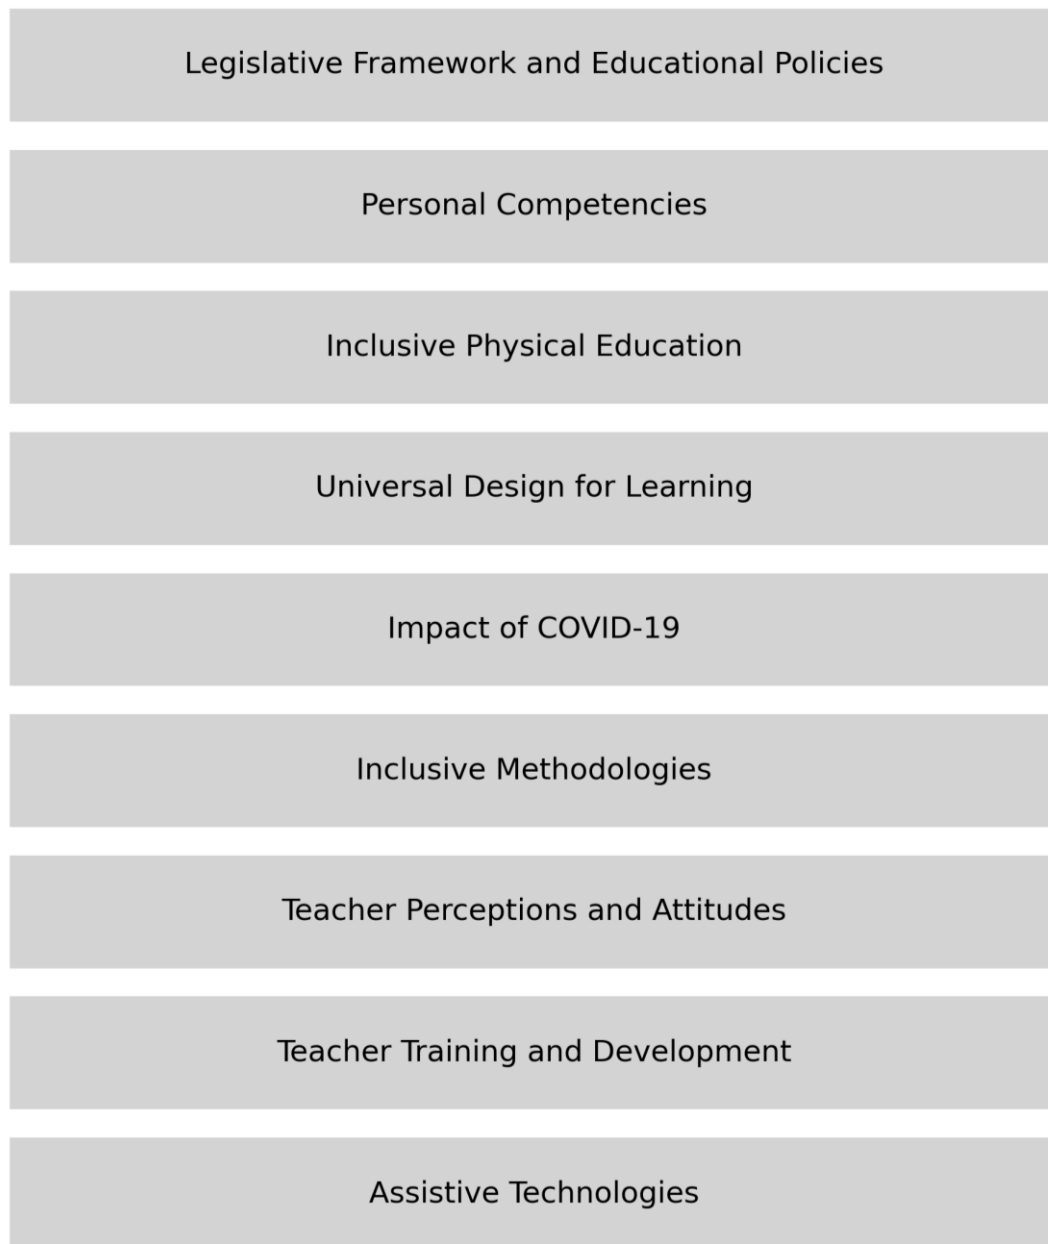 Legislative Framework and Educational Policies
Personal Competencies
Inclusive Physical Education
Universal Design for Learning
Impact of COVID-19
Inclusive Methodologies
Teacher Perceptions and Attitudes
Teacher Training and Development
Assistive Technologies